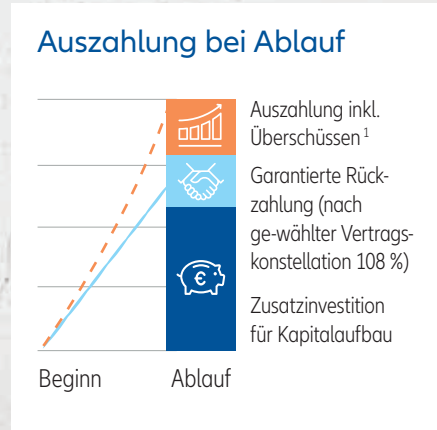 Auszahlung bei Ablauf
Auszahlung inkl.
Überschüssen ¹
Garantierte Rück-
zahlung (nach
ge-wählter Vertrags-
konstellation 108 %)
€
Zusatzinvestition
für Kapitalaufbau
Beginn Ablauf